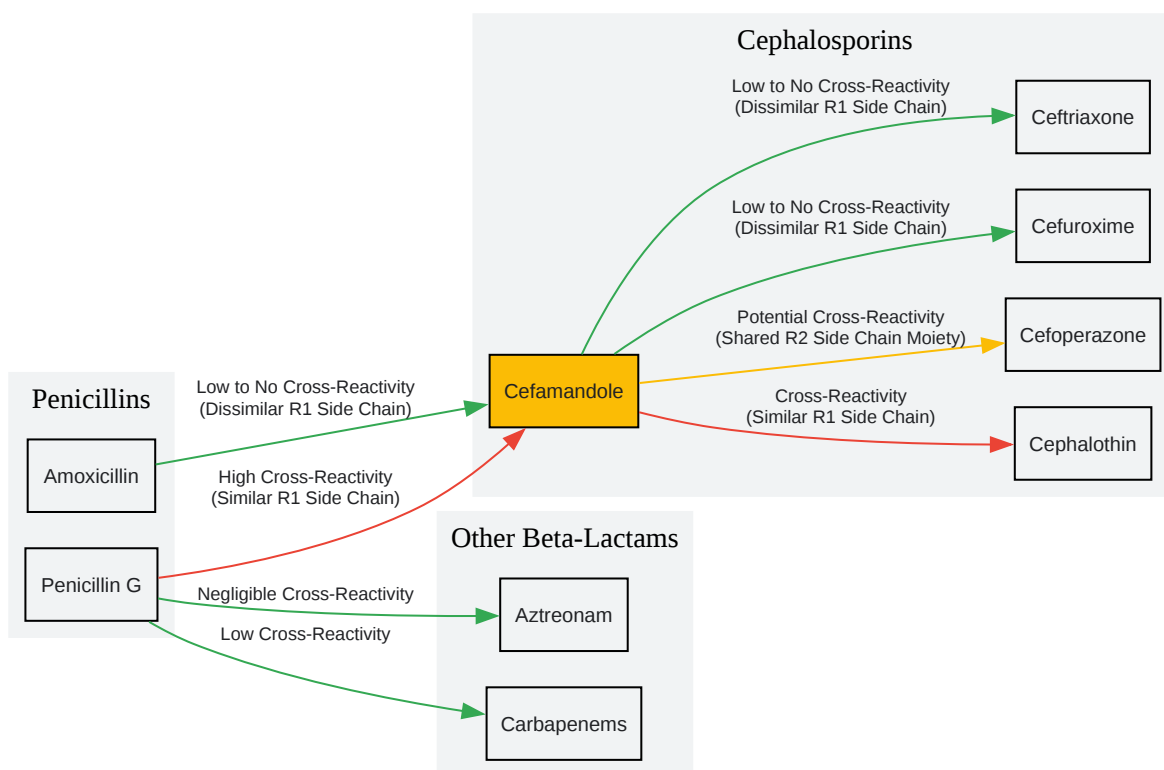 Cephalosporins
Low to No Cross-Reactivity
(Dissimilar R1 Side Chain)
Ceftriaxone
Low to No Cross-Reactivity
(Dissimilar R1 Side Chain)
Cefuroxime
Potential Cross-Reactivity
(Shared R2 Side Chain Moiety)
Cefoperazone
Cefamandole
Cross-Reactivity
(Similar R1 Side Chain)
Cephalothin
Penicillins
Low to No Cross-Reactivity
(Dissimilar R1 Side Chain)
Amoxicillin
High Cross-Reactivity
(Similar R1 Side Chain)
Penicillin G
Other Beta-Lactams
Negligible Cross-Reactivity
Aztreonam
Low Cross-Reactivity
Carbapenems